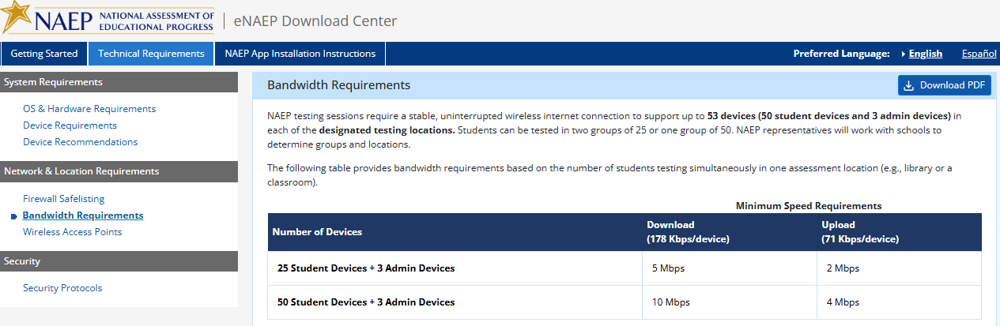 NAEP NATIONAL ASSESSMENT OF
EDUCATIONAL PROGRESS
eNAEP Download Center
Getting Started
Technical Requirements
NAEP App Installation Instructions
Preferred Language:
English
Español
System Requirements
OS & Hardware Requirements
Device Requirements
Device Recommendations
Network & Location Requirements
Firewall Safelisting
Bandwidth Requirements
Wireless Access Points
Security
Security Protocols
Bandwidth Requirements
Download PDF
NAEP testing sessions require a stable, uninterrupted wireless internet connection to support up to 53 devices (50 student devices and 3 admin devices) in
each of the designated testing locations. Students can be tested in two groups of 25 or one group of 50. NAEP representatives will work with schools to
determine groups and locations.
The following table provides bandwidth requirements based on the number of students testing simultaneously in one assessment location (e.g., library or a
classroom).
Minimum Speed Requirements
Number of Devices
Download
(178 Kbps/device)
Upload
(71 Kbps/device)
25 Student Devices + 3 Admin Devices
5 Mbps
2 Mbps
50 Student Devices + 3 Admin Devices
10 Mbps
4 Mbps